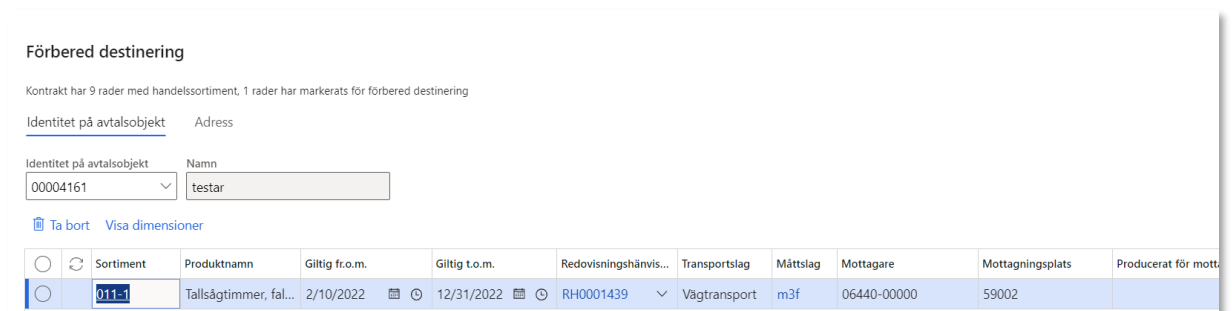 Förbered destinering
Kontrakt har 9 rader med handelssortiment, 1 rader har markerats för förbered destinering
Identitet på avtalsobjekt Adress
Identitet på avtalsobjekt Namn
00004161 testar
Ta bort Visa dimensioner
Sortiment Produktnamn Giltig fr.o.m. Giltig t.o.m. Redovisningshänvis... Transportslag Måttslag Mottagare Mottagningsplats Producerat för
011-1 Tallsågtimmer, fal... 2/10/2022 12/31/2022 RH0001439 Vägtransport m3f 06440-00000 59002